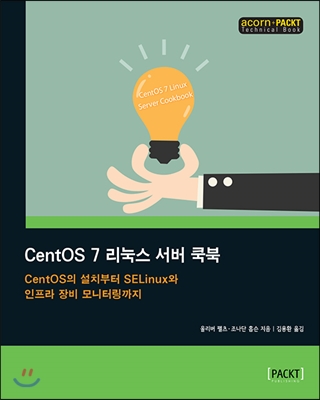 acorn+PACKT
Technical Book
CentOS 7 Linux
Server Cookbook
CentOS 7 리눅스 서버 쿡북
CentOS의 설치부터 SELinux와
인프라 장비 모니터링까지
올리버 펠츠 · 조나단 홉슨 지음 | 김용환 옮김
[PACKT]
PUBLISHING